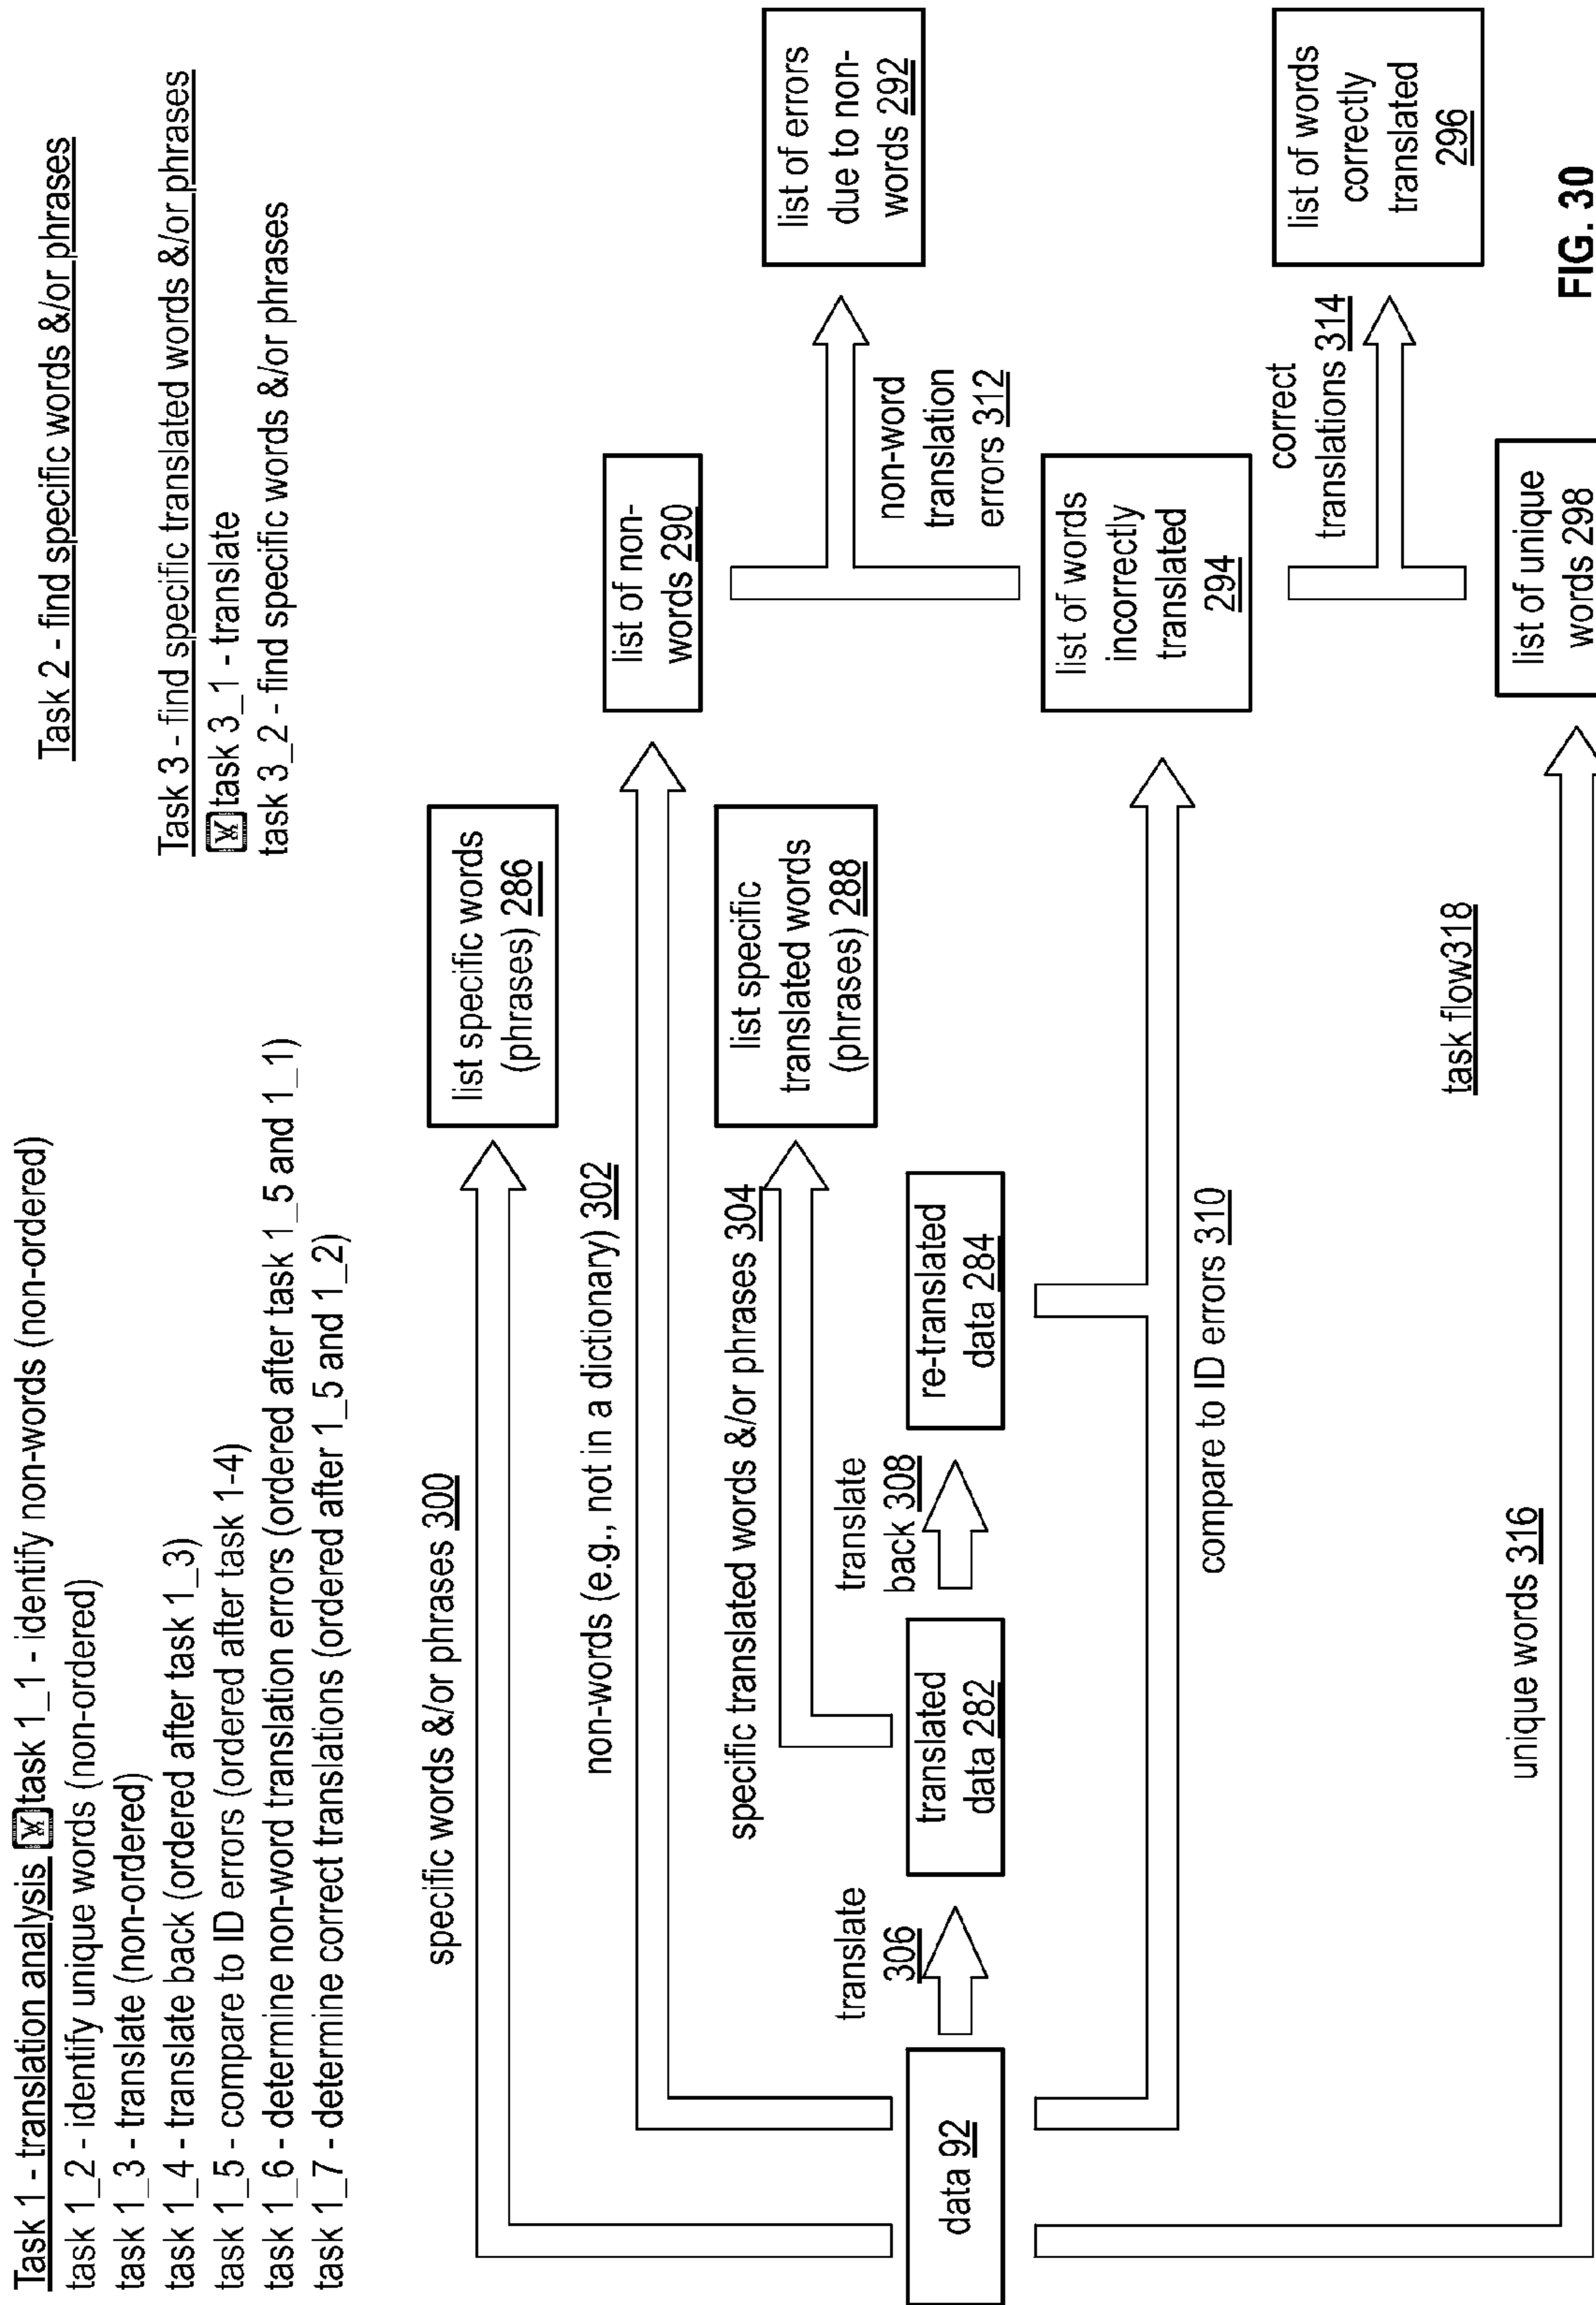 Task 1 - translation analysis task 1_1 - identify non-words (non-ordered)
task 1_2 - identify unique words (non-ordered)
task 1_3 - translate (non-ordered)
task 1_4 - translate back (ordered after task 1_3)
task 1_5 - compare to ID errors (ordered after task 1-4)
task 1_6 - determine non-word translation errors (ordered after task 1_5 and 1_1)
task 1_7 - determine correct translations (ordered after 1_5 and 1_2)
Task 2 - find specific words &/or phrases
Task 3 - find specific translated words &/or phrases
task 3_1 - translate
task 3_2 - find specific words &/or phrases
specific words &/or phrases 300
list specific words
(phrases) 286
non-words (e.g., not in a dictionary) 302
list of non-
words 290
specific translated words &/or phrases 304
list specific
translated words
(phrases) 288
list of errors
due to non-
words 292
non-word
translation
errors 312
data 92
translate
306
translated
data 282
translate
back 308
re-translated
data 284
compare to ID errors 310
list of words
incorrectly
translated
294
correct
translations 314
list of words
correctly
translated
296
task flow318
unique words 316
list of unique
words 298
FIG. 30